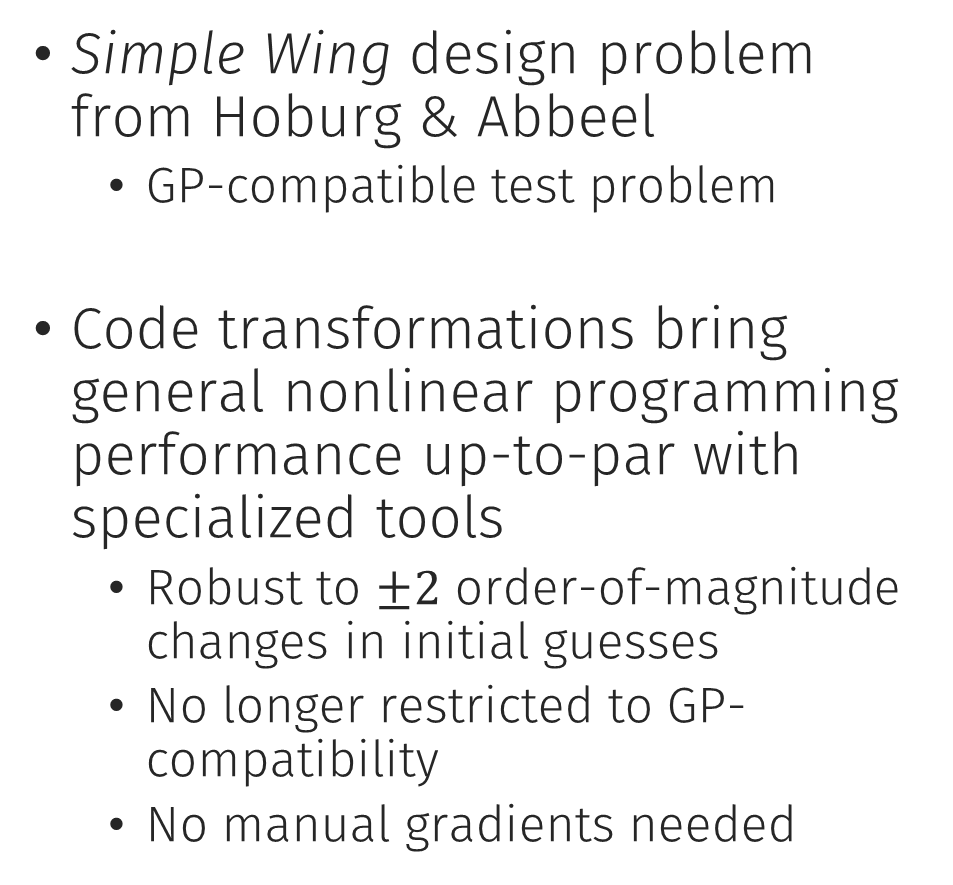 • Simple Wing design problem
from Hoburg & Abbeel
• GP-compatible test problem
• Code transformations bring
general nonlinear programming
performance up-to-par with
specialized tools
• Robust to ±2 order-of-magnitude
changes in initial guesses
• No longer restricted to GP-
compatibility
• No manual gradients needed